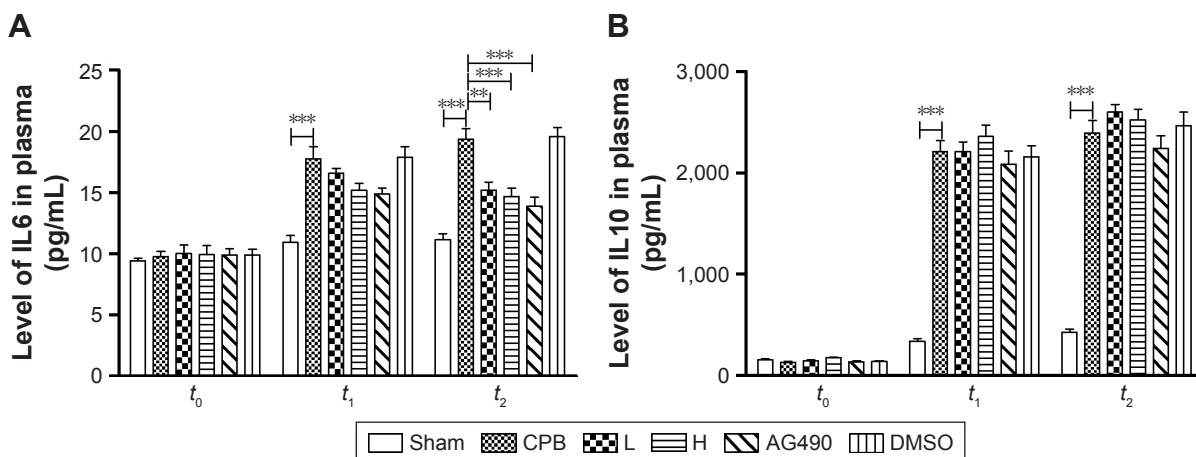 A
Level of IL6 in plasma
(pg/mL)
25
20
15
10
5
0
***
***
**
***
***
t0
t1
t2
B
Level of IL10 in plasma
(pg/mL)
3,000
2,000
1,000
0
***
***
t0
t1
t2
Sham CPB L H AG490 DMSO